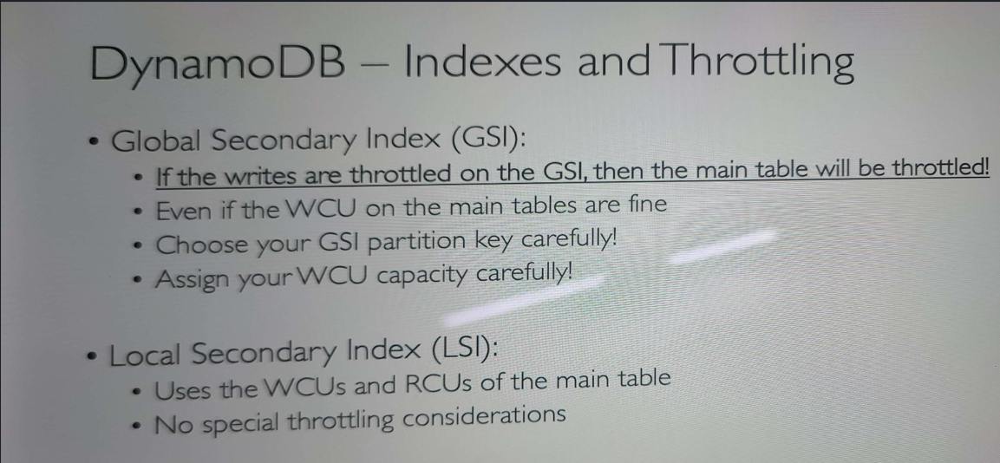 DynamoDB – Indexes and Throttling
• Global Secondary Index (GSI):
• If the writes are throttled on the GSI, then the main table will be throttled!
• Even if the WCU on the main tables are fine
• Choose your GSI partition key carefully!
• Assign your WCU capacity carefully!
• Local Secondary Index (LSI):
• Uses the WCUs and RCUs of the main table
• No special throttling considerations